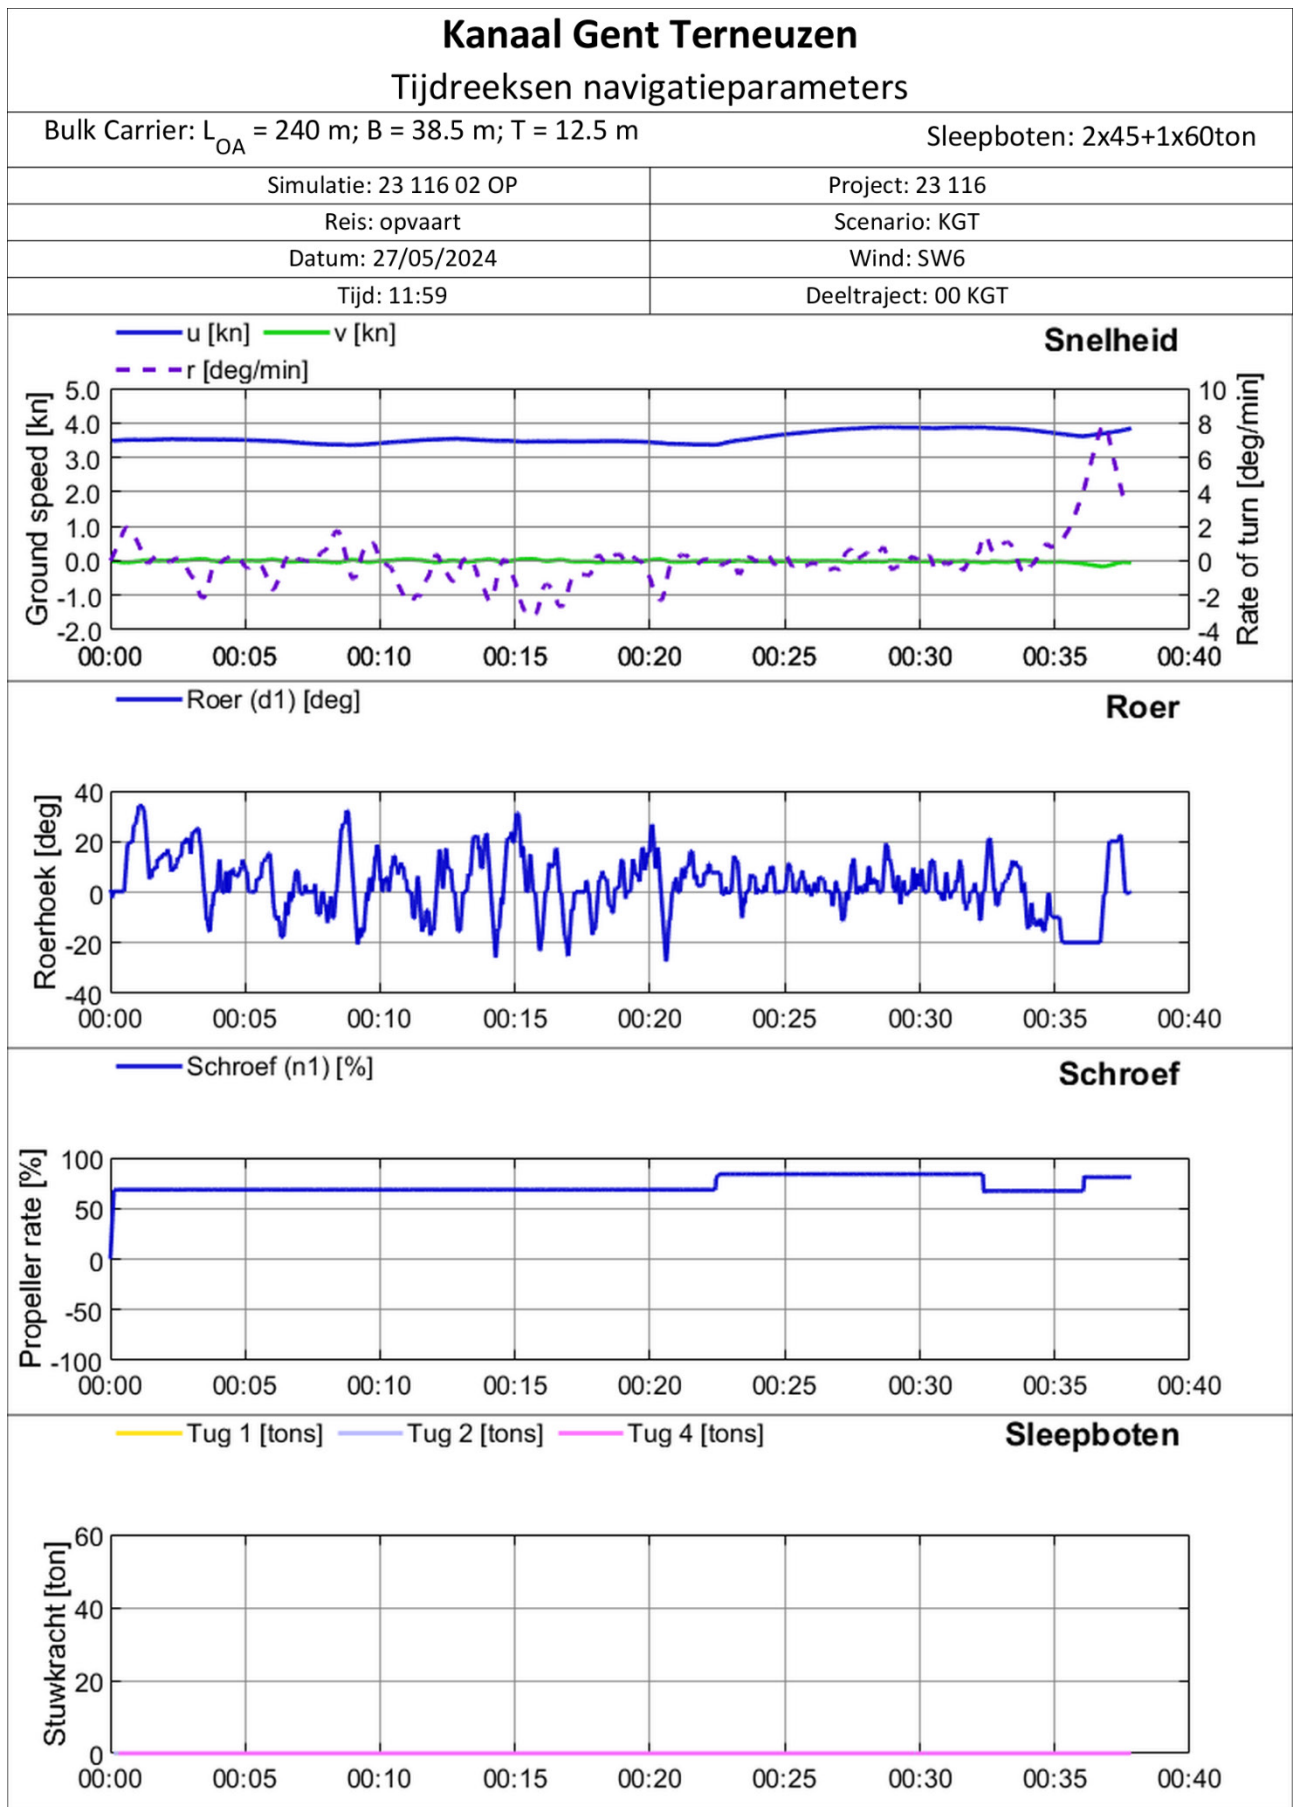 Kanaal Gent Terneuzen
Tijdreeksen navigatieparameters
Bulk Carrier: LOA = 240 m; B = 38.5 m; T = 12.5 m
Sleepboten: 2x45+1x60ton
Simulatie: 23 116 02 OP
Project: 23 116
Reis: opvaart
Scenario: KGT
Datum: 27/05/2024
Wind: SW6
Tijd: 11:59
Deeltraject: 00 KGT
u [kn] v [kn]
r [deg/min]
Snelheid
Ground speed [kn]
5.0
4.0
3.0
2.0
1.0
0.0
-1.0
-2.0
10
8
6
4
2
0
-2
-4
Rate of turn [deg/min]
00:00 00:05 00:10 00:15 00:20 00:25 00:30 00:35 00:40
Roer (d1) [deg]
Roer
Roerhoek [deg]
40
20
0
-20
-40
00:00 00:05 00:10 00:15 00:20 00:25 00:30 00:35 00:40
Schroef (n1) [%]
Schroef
Propeller rate [%]
100
50
0
-50
-100
00:00 00:05 00:10 00:15 00:20 00:25 00:30 00:35 00:40
Tug 1 [tons] Tug 2 [tons] Tug 4 [tons]
Sleepboten
Stuwkracht [ton]
60
40
20
0
00:00 00:05 00:10 00:15 00:20 00:25 00:30 00:35 00:40